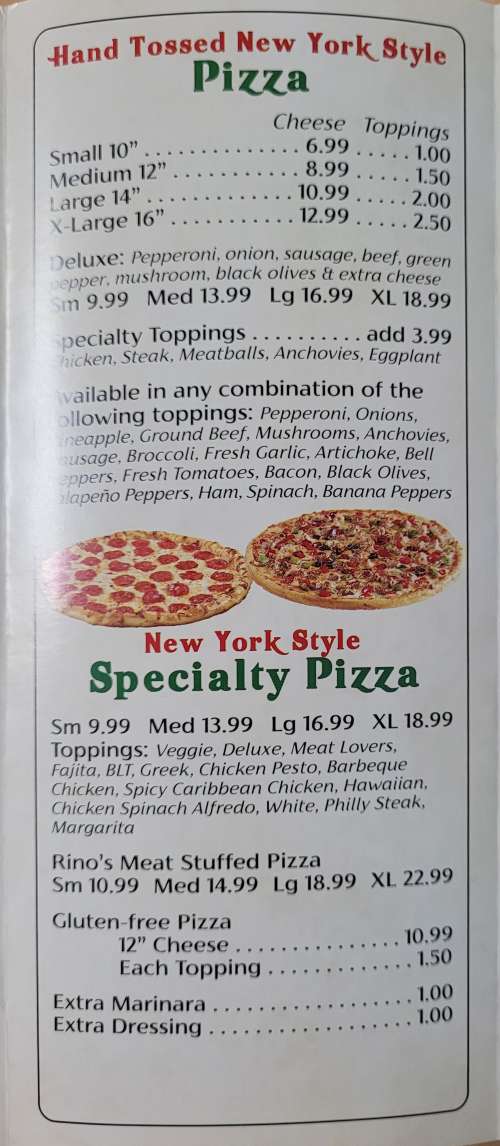 Hand Tossed New York Style
Pizza
Cheese Toppings
Small 10" . . . . . . . . . . . . . . 6.99 . . . . . 1.00
Medium 12" . . . . . . . . . . . . 8.99 . . . . . 1.50
Large 14" . . . . . . . . . . . . . 10.99 . . . . . 2.00
X-Large 16" . . . . . . . . . . . 12.99 . . . . . 2.50
Deluxe: Pepperoni, onion, sausage, beef, green
pepper, mushroom, black olives & extra cheese
Sm 9.99 Med 13.99 Lg 16.99 XL 18.99
Specialty Toppings . . . . . . . . . . add 3.99
Chicken, Steak, Meatballs, Anchovies, Eggplant
Available in any combination of the
following toppings: Pepperoni, Onions,
Pineapple, Ground Beef, Mushrooms, Anchovies,
Sausage, Broccoli, Fresh Garlic, Artichoke, Bell
Peppers, Fresh Tomatoes, Bacon, Black Olives,
Jalapeño Peppers, Ham, Spinach, Banana Peppers
New York Style
Specialty Pizza
Sm 9.99 Med 13.99 Lg 16.99 XL 18.99
Toppings: Veggie, Deluxe, Meat Lovers,
Fajita, BLT, Greek, Chicken Pesto, Barbeque
Chicken, Spicy Caribbean Chicken, Hawaiian,
Chicken Spinach Alfredo, White, Philly Steak,
Margarita
Rino's Meat Stuffed Pizza
Sm 10.99 Med 14.99 Lg 18.99 XL 22.99
Gluten-free Pizza
12" Cheese . . . . . . . . . . . . . . . 10.99
Each Topping . . . . . . . . . . . . . 1.50
Extra Marinara . . . . . . . . . . . . . . . . . . 1.00
Extra Dressing . . . . . . . . . . . . . . . . . . 1.00